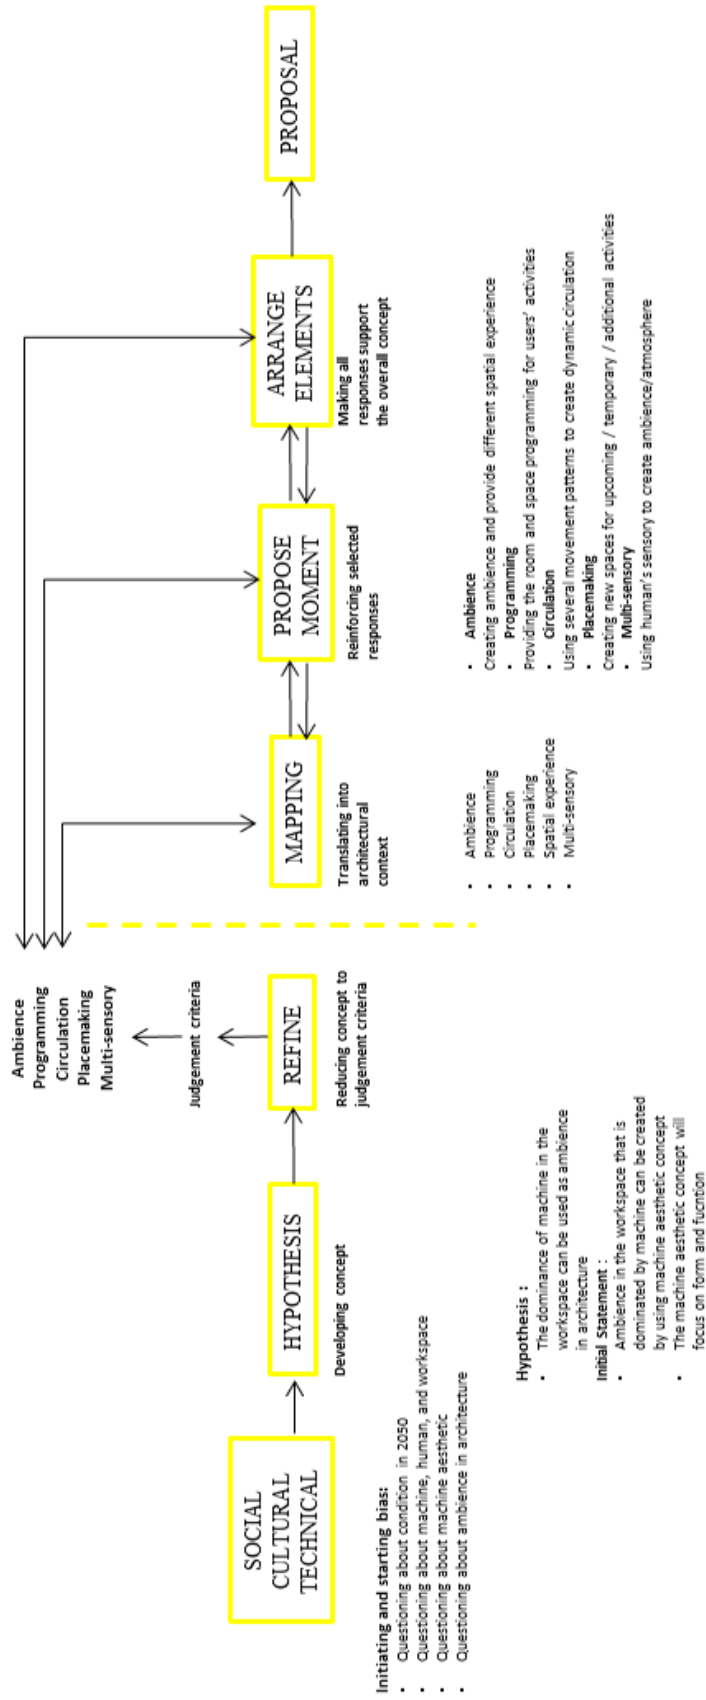 SOCIAL
CULTURAL
TECHNICAL
Initiating and starting bias:
• Questioning about condition in 2050
• Questioning about machine, human, and workspace
• Questioning about machine aesthetic
• Questioning about ambience in architecture
HYPOTHESIS
Developing concept
Hypothesis :
• The dominance of machine in the
workspace can be used as ambience
in architecture
Initial Statement :
• Ambience in the workspace that is
dominated by machine can be created
by using machine aesthetic concept
• The machine aesthetic concept will
focus on form and fucntion
REFINE
Reducing concept to
judgement criteria
Judgement criteria
Ambience
Programming
Circulation
Placemaking
Multi-sensory
MAPPING
Translating into
architectural
context
• Ambience
• Programming
• Circulation
• Placemaking
• Spatial experience
• Multi-sensory
PROPOSE
MOMENT
Reinforcing selected
responses
• Ambience
Creating ambience and provide different spatial experience
• Programming
Providing the room and space programming for users' activities
• Circulation
Using several movement patterns to create dynamic circulation
• Placemaking
Creating new spaces for upcoming / temporary / additional activities
• Multi-sensory
Using human's sensory to create ambience/atmosphere
ARRANGE
ELEMENTS
Making all
responses support
the overall concept
PROPOSAL